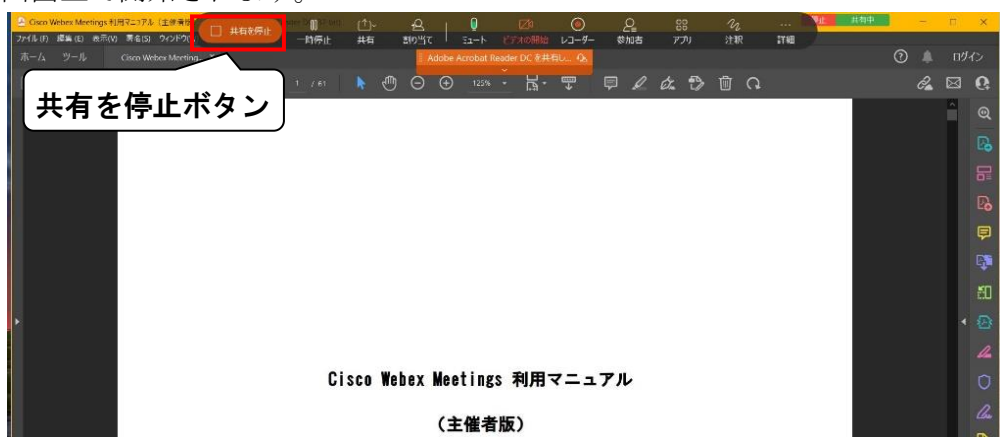 Cisco Webex Meetings 利用マニュアル（主催者版
停止 共有中
共有を停止 一時停止 共有 割り当て ミュート ビデオの開始 レコーダー 参加者 アプリ 注釈 詳細
ファイル(F) 編集(E) 表示(V) 署名(S) ウィンドウ(
ホーム ツール Cisco Webex Meeting... Adobe Acrobat Reader DC を共有し... ログイン
1 / 61 125%
共有を停止ボタン
Cisco Webex Meetings 利用マニュアル
（主催者版）